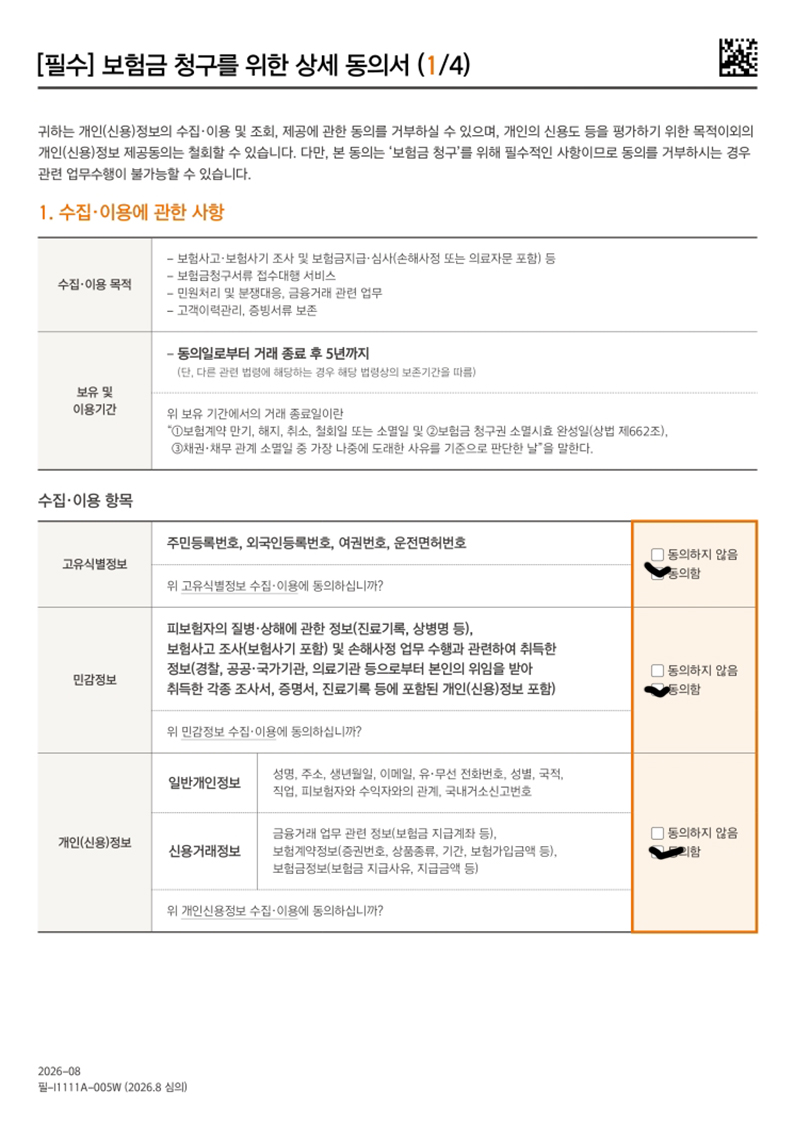 [필수] 보험금 청구를 위한 상세 동의서 (1/4)
귀하는 개인(신용)정보의 수집·이용 및 조회, 제공에 관한 동의를 거부하실 수 있으며, 개인의 신용도 등을 평가하기 위한 목적이외의
개인(신용)정보 제공동의는 철회할 수 있습니다. 다만, 본 동의는 ‘보험금 청구’를 위해 필수적인 사항이므로 동의를 거부하시는 경우
관련 업무수행이 불가능할 수 있습니다.
1. 수집·이용에 관한 사항
수집·이용 목적
– 보험사고·보험사기 조사 및 보험금지급·심사(손해사정 또는 의료자문 포함) 등
– 보험금청구서류 접수대행 서비스
– 민원처리 및 분쟁대응, 금융거래 관련 업무
– 고객이력관리, 증빙서류 보존
보유 및
이용기간
– 동의일로부터 거래 종료 후 5년까지
(단, 다른 관련 법령에 해당하는 경우 해당 법령상의 보존기간을 따름)
위 보유 기간에서의 거래 종료일이란
“①보험계약 만기, 해지, 취소, 철회일 또는 소멸일 및 ②보험금 청구권 소멸시효 완성일(상법 제662조),
③채권·채무 관계 소멸일 중 가장 나중에 도래한 사유를 기준으로 판단한 날”을 말한다.
수집·이용 항목
고유식별정보
주민등록번호, 외국인등록번호, 여권번호, 운전면허번호
위 고유식별정보 수집·이용에 동의하십니까?
동의하지 않음
동의함
민감정보
피보험자의 질병·상해에 관한 정보(진료기록, 상병명 등),
보험사고 조사(보험사기 포함) 및 손해사정 업무 수행과 관련하여 취득한
정보(경찰, 공공·국가기관, 의료기관 등으로부터 본인의 위임을 받아
취득한 각종 조사서, 증명서, 진료기록 등에 포함된 개인(신용)정보 포함)
위 민감정보 수집·이용에 동의하십니까?
동의하지 않음
동의함
개인(신용)정보
일반개인정보
성명, 주소, 생년월일, 이메일, 유·무선 전화번호, 성별, 국적,
직업, 피보험자와 수익자와의 관계, 국내거소신고번호
신용거래정보
금융거래 업무 관련 정보(보험금 지급계좌 등),
보험계약정보(증권번호, 상품종류, 기간, 보험가입금액 등),
보험금정보(보험금 지급사유, 지급금액 등)
위 개인신용정보 수집·이용에 동의하십니까?
동의하지 않음
동의함
2026–08
필–I1111A–005W (2026.8 심의)